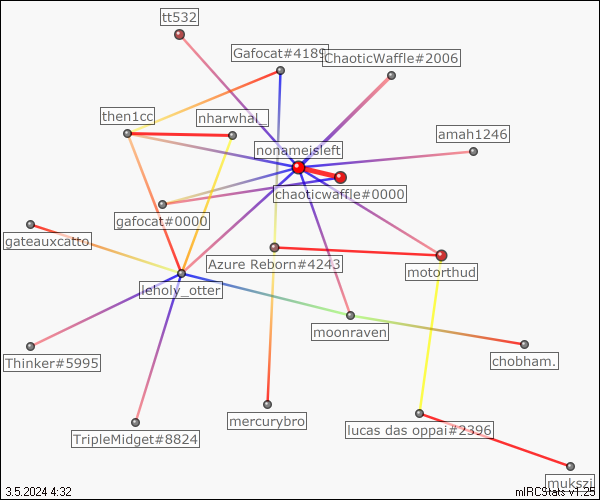 tt532
Gafocat#4189
ChaoticWaffle#2006
then1cc
nharwhal_
amah1246
nonameisleft
chaoticwaffle#0000
gafocat#0000
gateauxcatto
Azure Reborn#4243
motorthud
leholy_otter
moonraven
Thinker#5995
chobham.
mercurybro
lucas das oppai#2396
TripleMidget#8824
mukszi
3.5.2024 4:32
mIRCStats v1.25